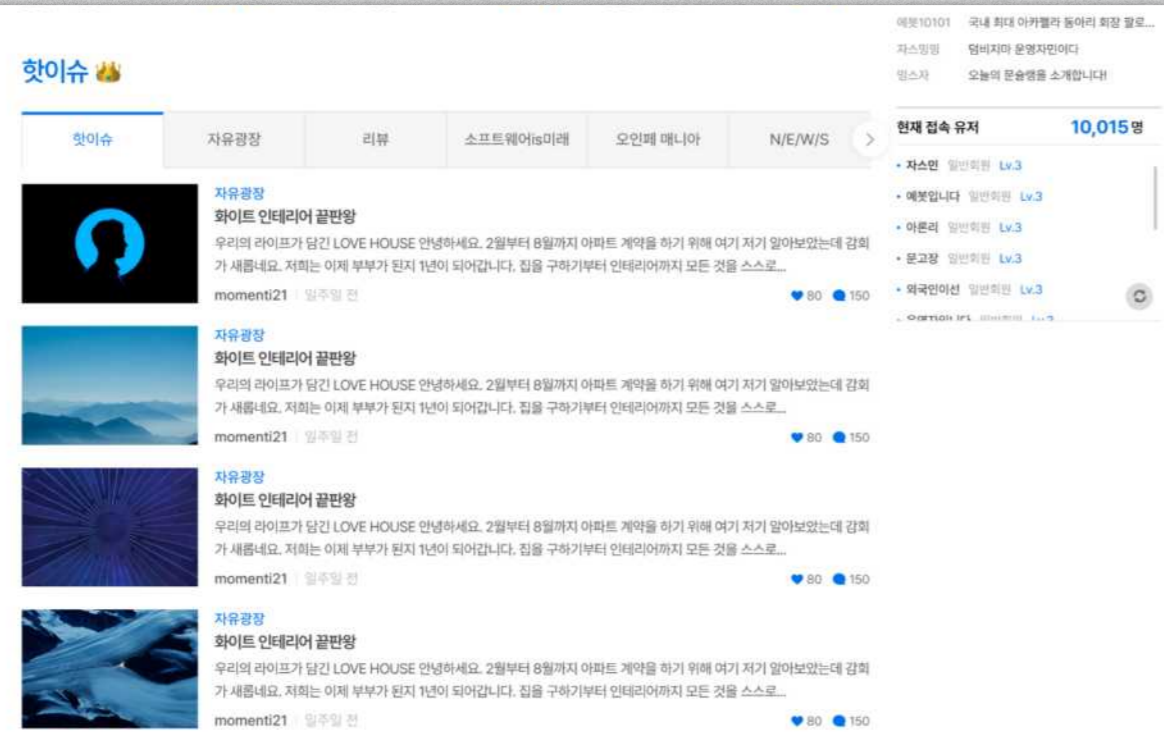 핫이슈
핫이슈 자유광장 리뷰 소프트웨어is미래 오인페 매니아 N/E/W/S
자유광장
화이트 인테리어 끝판왕
우리의 라이프가 담긴 LOVE HOUSE 안녕하세요. 2월부터 8월까지 아파트 계약을 하기 위해 여기 저기 알아보았는데 감회
가 새롭네요. 저희는 이제 부부가 된지 1년이 되어갑니다. 집을 구하기부터 인테리어까지 모든 것을 스스로...
momenti21 일주일 전 80 150
자유광장
화이트 인테리어 끝판왕
우리의 라이프가 담긴 LOVE HOUSE 안녕하세요. 2월부터 8월까지 아파트 계약을 하기 위해 여기 저기 알아보았는데 감회
가 새롭네요. 저희는 이제 부부가 된지 1년이 되어갑니다. 집을 구하기부터 인테리어까지 모든 것을 스스로...
momenti21 일주일 전 80 150
자유광장
화이트 인테리어 끝판왕
우리의 라이프가 담긴 LOVE HOUSE 안녕하세요. 2월부터 8월까지 아파트 계약을 하기 위해 여기 저기 알아보았는데 감회
가 새롭네요. 저희는 이제 부부가 된지 1년이 되어갑니다. 집을 구하기부터 인테리어까지 모든 것을 스스로...
momenti21 일주일 전 80 150
자유광장
화이트 인테리어 끝판왕
우리의 라이프가 담긴 LOVE HOUSE 안녕하세요. 2월부터 8월까지 아파트 계약을 하기 위해 여기 저기 알아보았는데 감회
가 새롭네요. 저희는 이제 부부가 된지 1년이 되어갑니다. 집을 구하기부터 인테리어까지 모든 것을 스스로...
momenti21 일주일 전 80 150
예봇10101 국내 최대 아카펠라 동아리 회장 팔로...
자스밍밍 덤비지마 운영자민이다
밍스자 오늘의 문슐랭을 소개합니다!
현재 접속 유저 10,015명
자스민 일반회원 Lv.3
예봇입니다 일반회원 Lv.3
아론리 일반회원 Lv.3
문고장 일반회원 Lv.3
외국인이선 일반회원 Lv.3